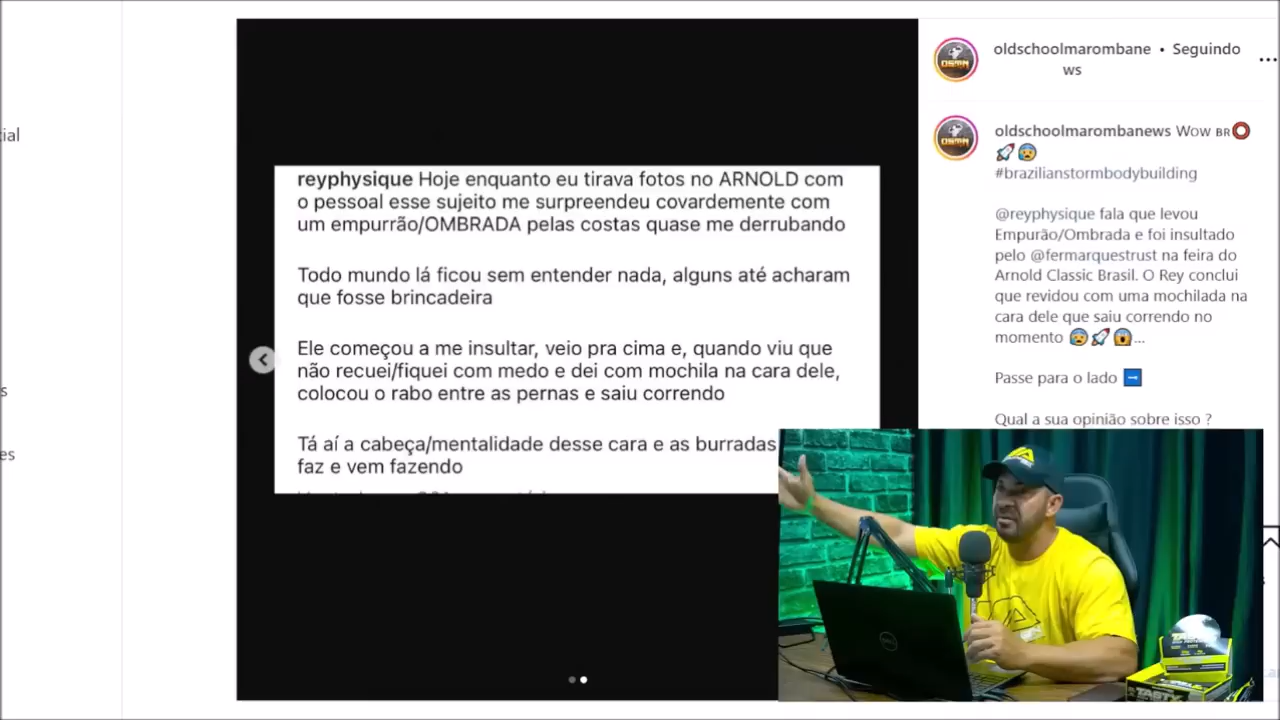 ial
s
es
reyphysique Hoje enquanto eu tirava fotos no ARNOLD com
o pessoal esse sujeito me surpreendeu covardemente com
um empurrão/OMBRADA pelas costas quase me derrubando
Todo mundo lá ficou sem entender nada, alguns até acharam
que fosse brincadeira
Ele começou a me insultar, veio pra cima e, quando viu que
não recuei/fiquei com medo e dei com mochila na cara dele,
colocou o rabo entre as pernas e saiu correndo
Tá aí a cabeça/mentalidade desse cara e as burradas
faz e vem fazendo
oldschoolmarombane • Seguindo
ws
oldschoolmarombanews Wow BR⭕
🚀😰
#brazilianstormbodybuilding
@reyphysique fala que levou
Empurão/Ombrada e foi insultado
pelo @fermarquestrust na feira do
Arnold Classic Brasil. O Rey conclui
que revidou com uma mochilada na
cara dele que saiu correndo no
momento 😰🚀😱...
Passe para o lado ➡️
Qual a sua opinião sobre isso ?
DELL
TASTY